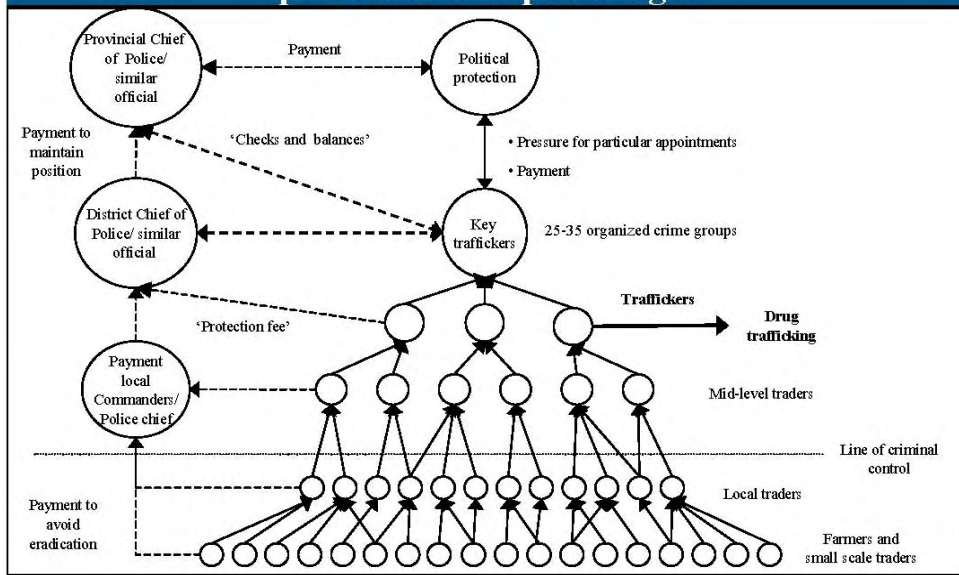 Provincial Chief
of Police/
similar
official
Payment
Political
protection
Payment to
maintain
position
‘Checks and balances’
• Pressure for particular appointments
• Payment
District Chief of
Police/ similar
official
Key
traffickers
25-35 organized crime groups
‘Protection fee’
Traffickers
Drug
trafficking
Payment
local
Commanders/
Police chief
Mid-level traders
Line of criminal
control
Payment to
avoid
eradication
Local traders
Farmers and
small scale traders